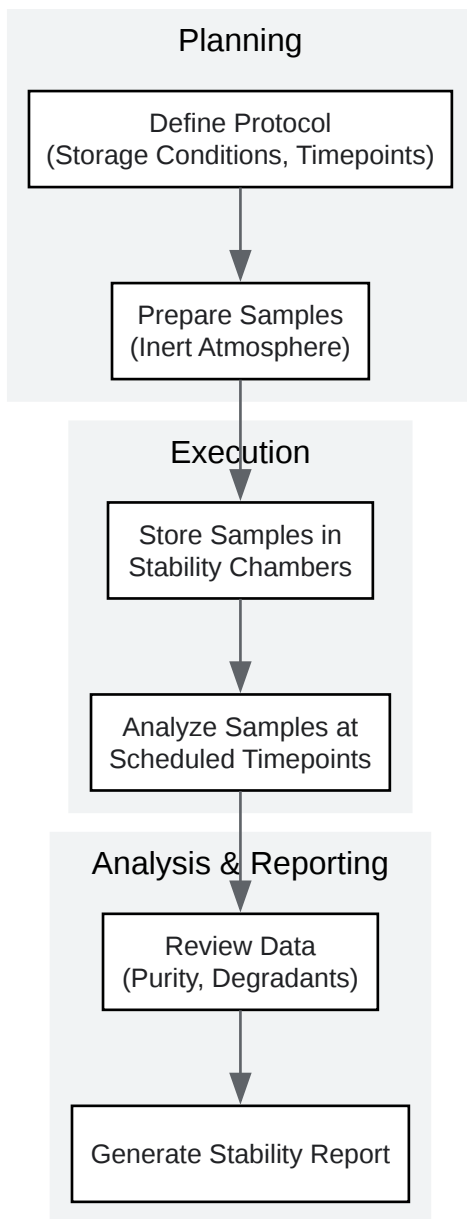 Planning
Define Protocol
(Storage Conditions, Timepoints)
Prepare Samples
(Inert Atmosphere)
Execution
Store Samples in
Stability Chambers
Analyze Samples at
Scheduled Timepoints
Analysis & Reporting
Review Data
(Purity, Degradants)
Generate Stability Report